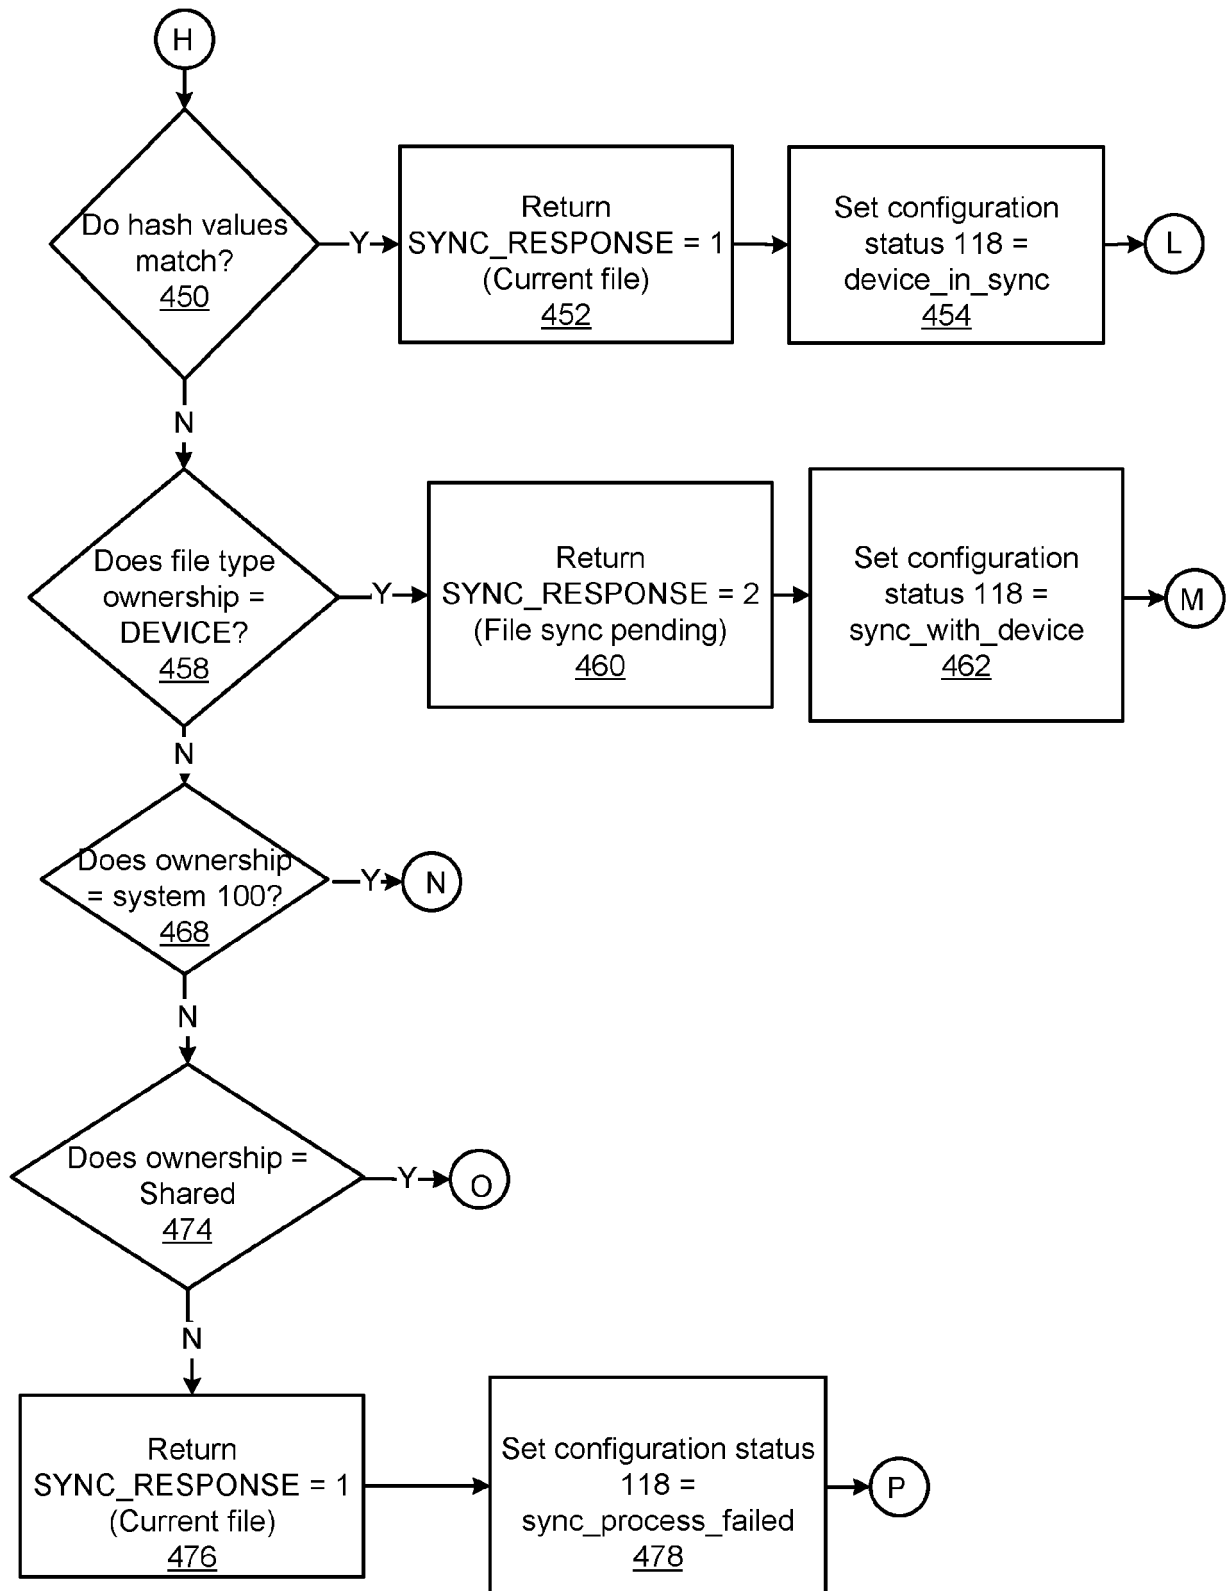 H
Do hash values
match?
450
Y
Return
SYNC_RESPONSE = 1
(Current file)
452
Set configuration
status 118 =
device_in_sync
454
L
N
Does file type
ownership =
DEVICE?
458
Y
Return
SYNC_RESPONSE = 2
(File sync pending)
460
Set configuration
status 118 =
sync_with_device
462
M
N
Does ownership
= system 100?
468
Y
N
N
Does ownership =
Shared
474
Y
O
N
Return
SYNC_RESPONSE = 1
(Current file)
476
Set configuration status
118 =
sync_process_failed
478
P